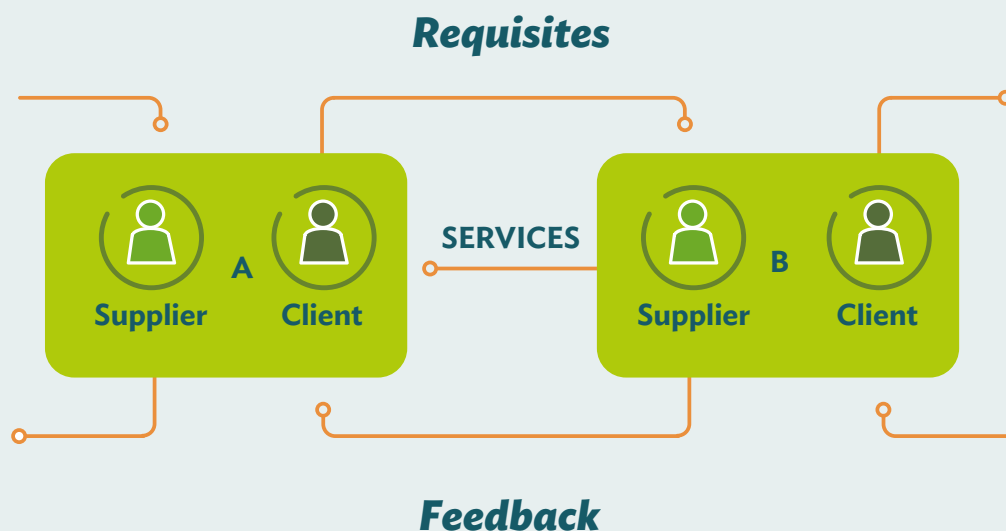 Requisites
SERVICES
A
B
Supplier
Client
Supplier
Client
Feedback